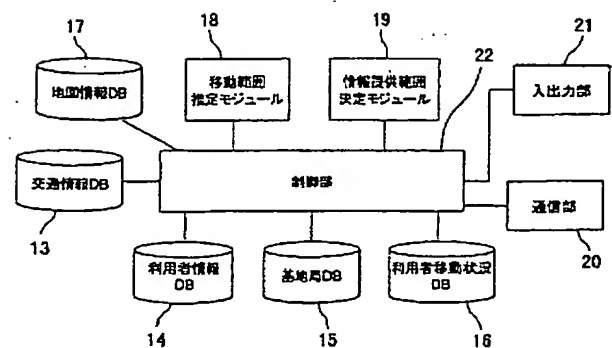 17
18
19
22
21
地図情報DB
移動範囲
推定モジュール
情報提供範囲
決定モジュール
入出力部
交通情報DB
制御部
通信部
13
20
利用者情報
DB
基地局DB
利用者移動状況
DB
14
15
16